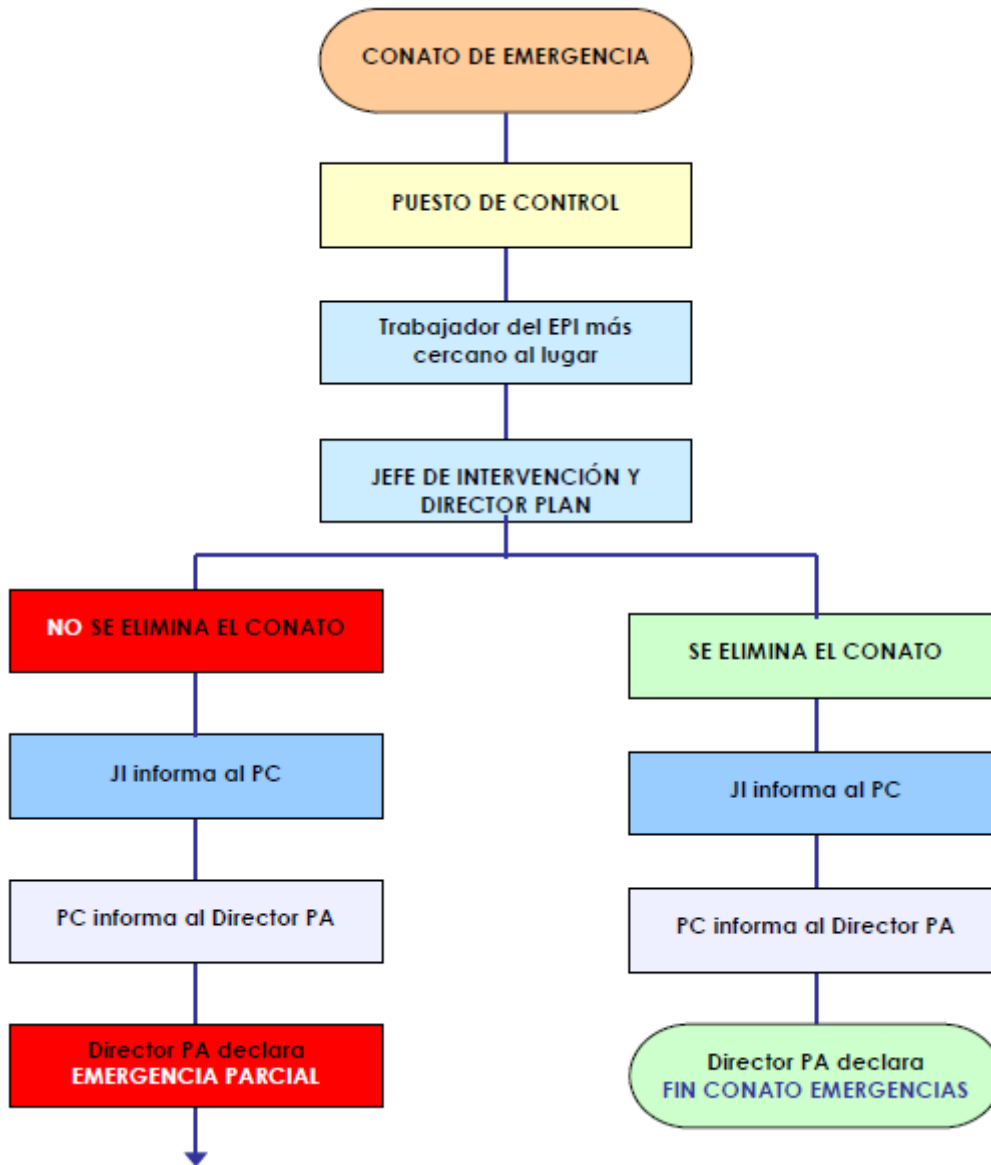 CONATO DE EMERGENCIA
PUESTO DE CONTROL
Trabajador del EPI más
cercano al lugar
JEFE DE INTERVENCIÓN Y
DIRECTOR PLAN
NO SE ELIMINA EL CONATO
JI informa al PC
PC informa al Director PA
Director PA declara
EMERGENCIA PARCIAL
SE ELIMINA EL CONATO
JI informa al PC
PC informa al Director PA
Director PA declara
FIN CONATO EMERGENCIAS